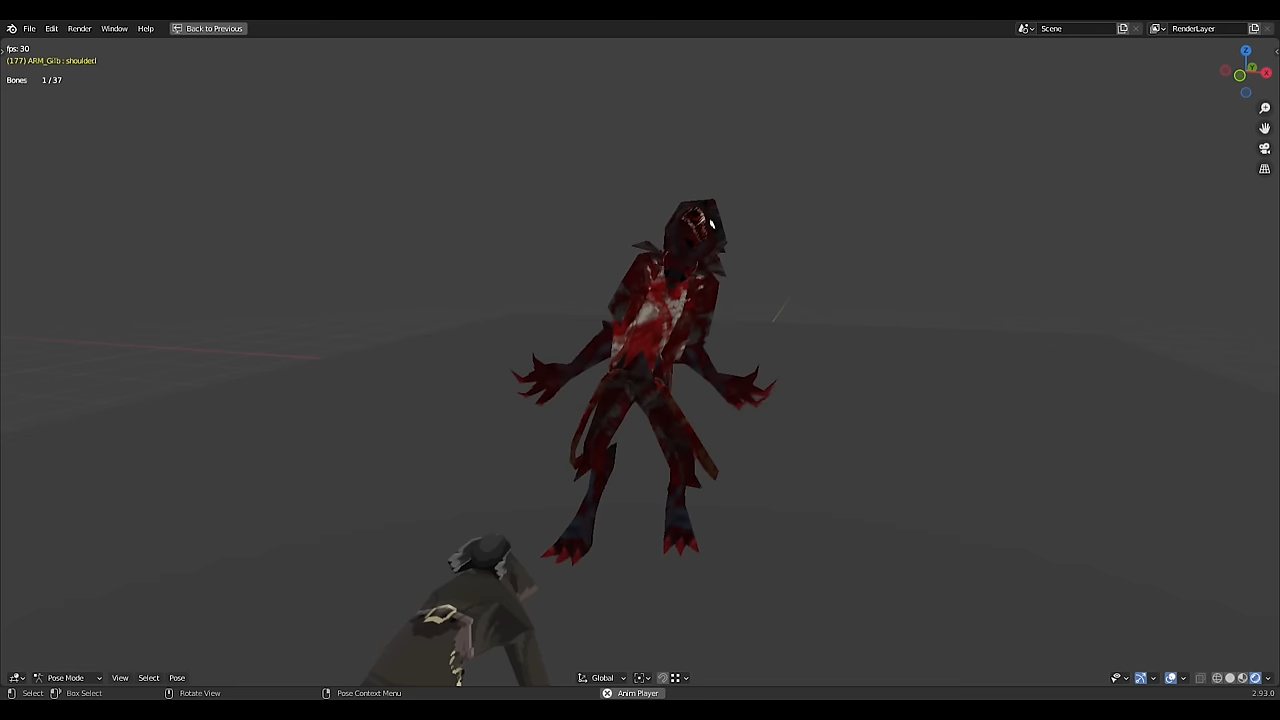 File Edit Render Window Help Back to Previous Scene RenderLayer
fps: 30
(177) ARM_Gilb : shoulder.l
Bones 1 / 37
Z
Y
X
Pose Mode View Select Pose Global
Select Box Select Rotate View Pose Context Menu Anim Player 2.93.0